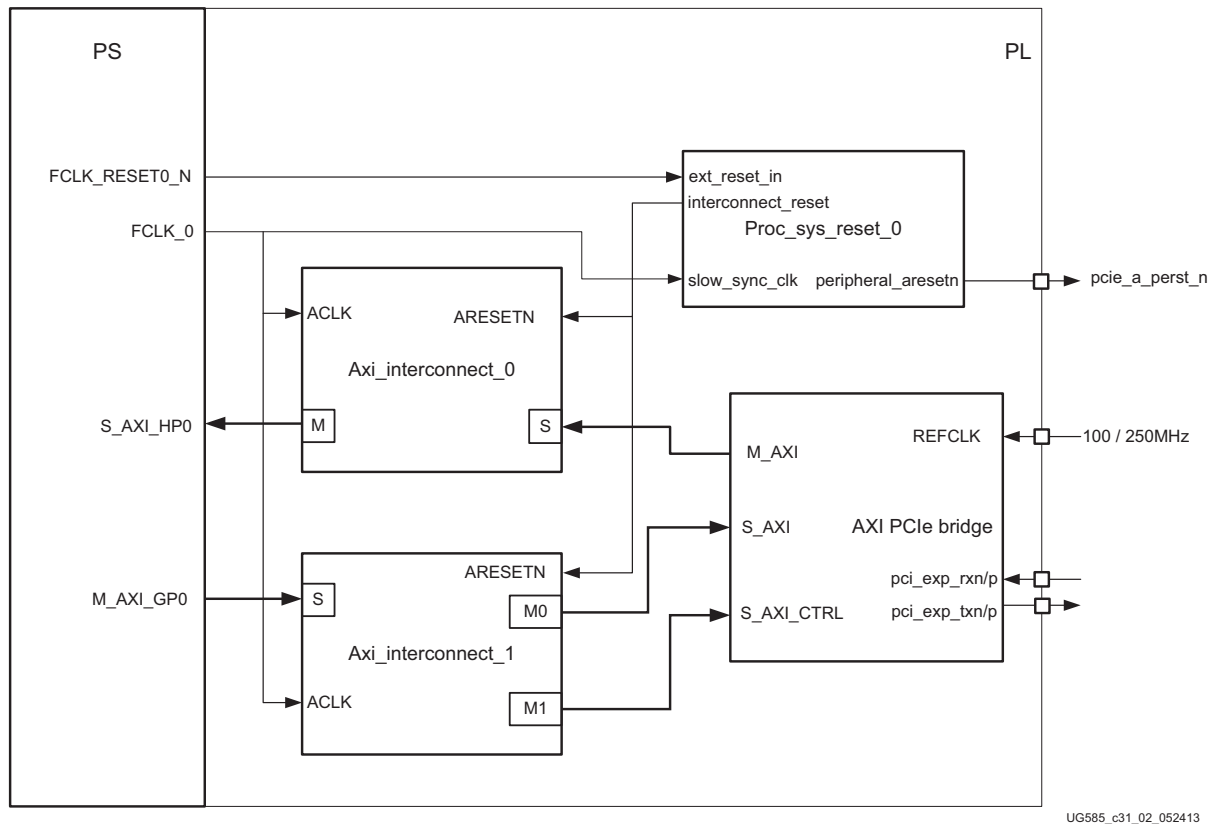 PS
PL
FCLK_RESET0_N
ext_reset_in
interconnect_reset
Proc_sys_reset_0
FCLK_0
slow_sync_clk
peripheral_aresetn
pcie_a_perst_n
ACLK
ARESETN
Axi_interconnect_0
S_AXI_HP0
M
S
M_AXI
REFCLK
100 / 250MHz
S_AXI
AXI PCIe bridge
ARESETN
pci_exp_rxn/p
M_AXI_GP0
S
M0
S_AXI_CTRL
pci_exp_txn/p
Axi_interconnect_1
ACLK
M1
UG585_c31_02_052413